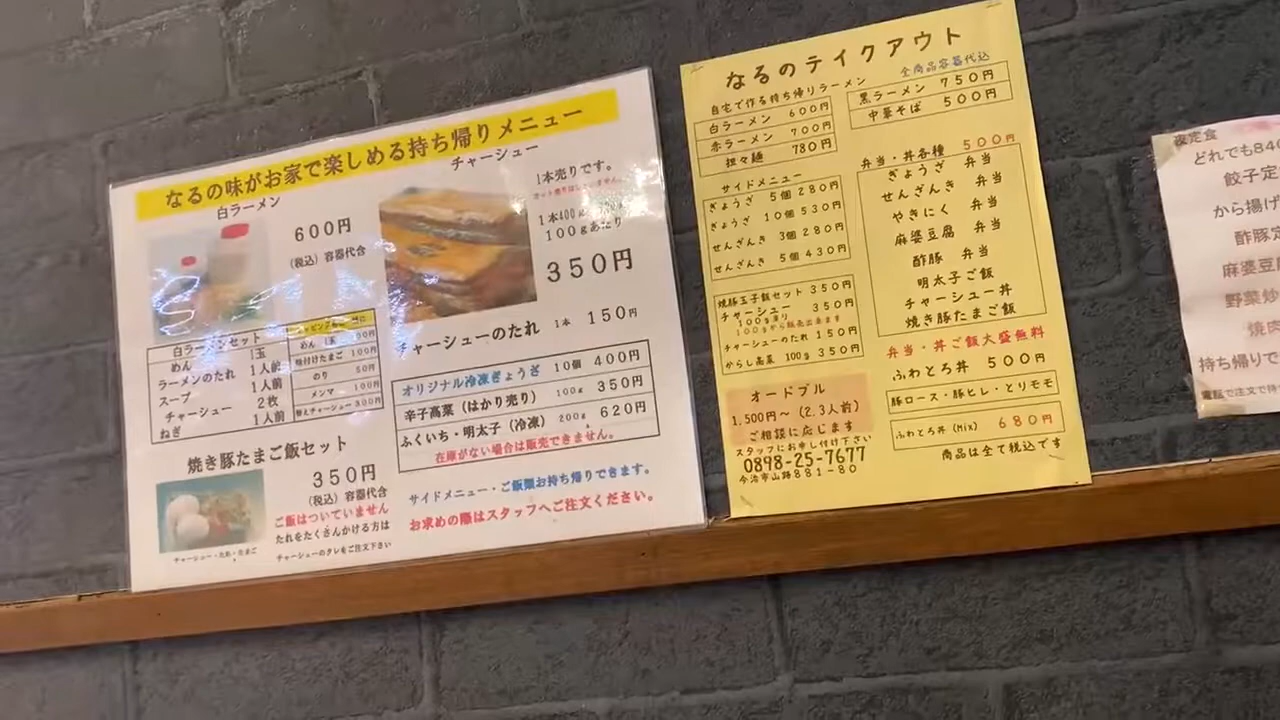 なるの味がお家で楽しめる持ち帰りメニュー
白ラーメン
600円
(税込)容器代含
白ラーメンセット
めん 1玉
ラーメンのたれ 1人前
スープ 1人前
チャーシュー 2枚
ねぎ 1人前
めん 1玉
味付けたまご 100円
のり 50円
メンマ 100円
替えチャーシュー 300円
焼き豚たまご飯セット
350円
(税込)容器代含
ご飯はついていません
たれをたくさんかける方は
チャーシューのタレをご注文下さい
チャーシュー・たれ・たまご
チャーシュー
1本売りです。
1本400g
100gあたり
350円
チャーシューのたれ 1本 150円
オリジナル冷凍ぎょうざ 10個 400円
辛子高菜(はかり売り) 100g 350円
ふくいち・明太子(冷凍) 200g 620円
在庫がない場合は販売できません。
サイドメニュー・ご飯類お持ち帰りできます。
お求めの際はスタッフへご注文ください。
なるのテイクアウト
全商品容器代込
自宅で作る持ち帰りラーメン
白ラーメン 600円
赤ラーメン 700円
担々麺 780円
黒ラーメン 750円
中華そば 500円
サイドメニュー
ぎょうざ 5個 280円
ぎょうざ 10個 530円
せんざんき 3個 280円
せんざんき 5個 430円
焼豚玉子飯セット 350円
チャーシュー 350円
100g当り
100gから販売出来ます
チャーシューのたれ 150円
からし高菜 100g 350円
オードブル
1,500円〜(2.3人前)
ご相談に応じます
スタッフにお申し付け下さい
0898-25-7677
今治市山路881-80
弁当・丼各種 500円
ぎょうざ 弁当
せんざんき 弁当
やきにく 弁当
麻婆豆腐 弁当
酢豚 弁当
明太子ご飯
チャーシュー丼
焼き豚たまご飯
弁当・丼ご飯大盛無料
ふわとろ丼 500円
豚ロース・豚ヒレ・とりモモ
ふわとろ丼(Mix) 680円
商品は全て税込です
夜定食
どれでも840
餃子定
から揚げ
酢豚定
麻婆豆腐
野菜炒
焼肉
持ち帰りで
電話で注文で待